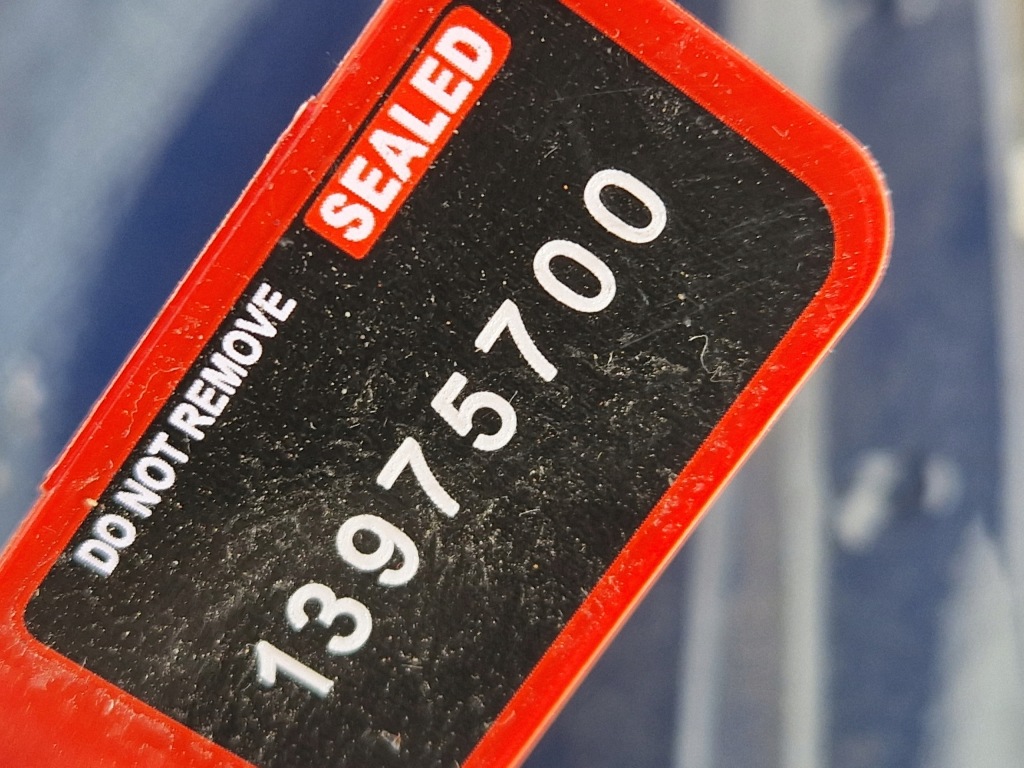 DO NOT REMOVE SEALED
13975700